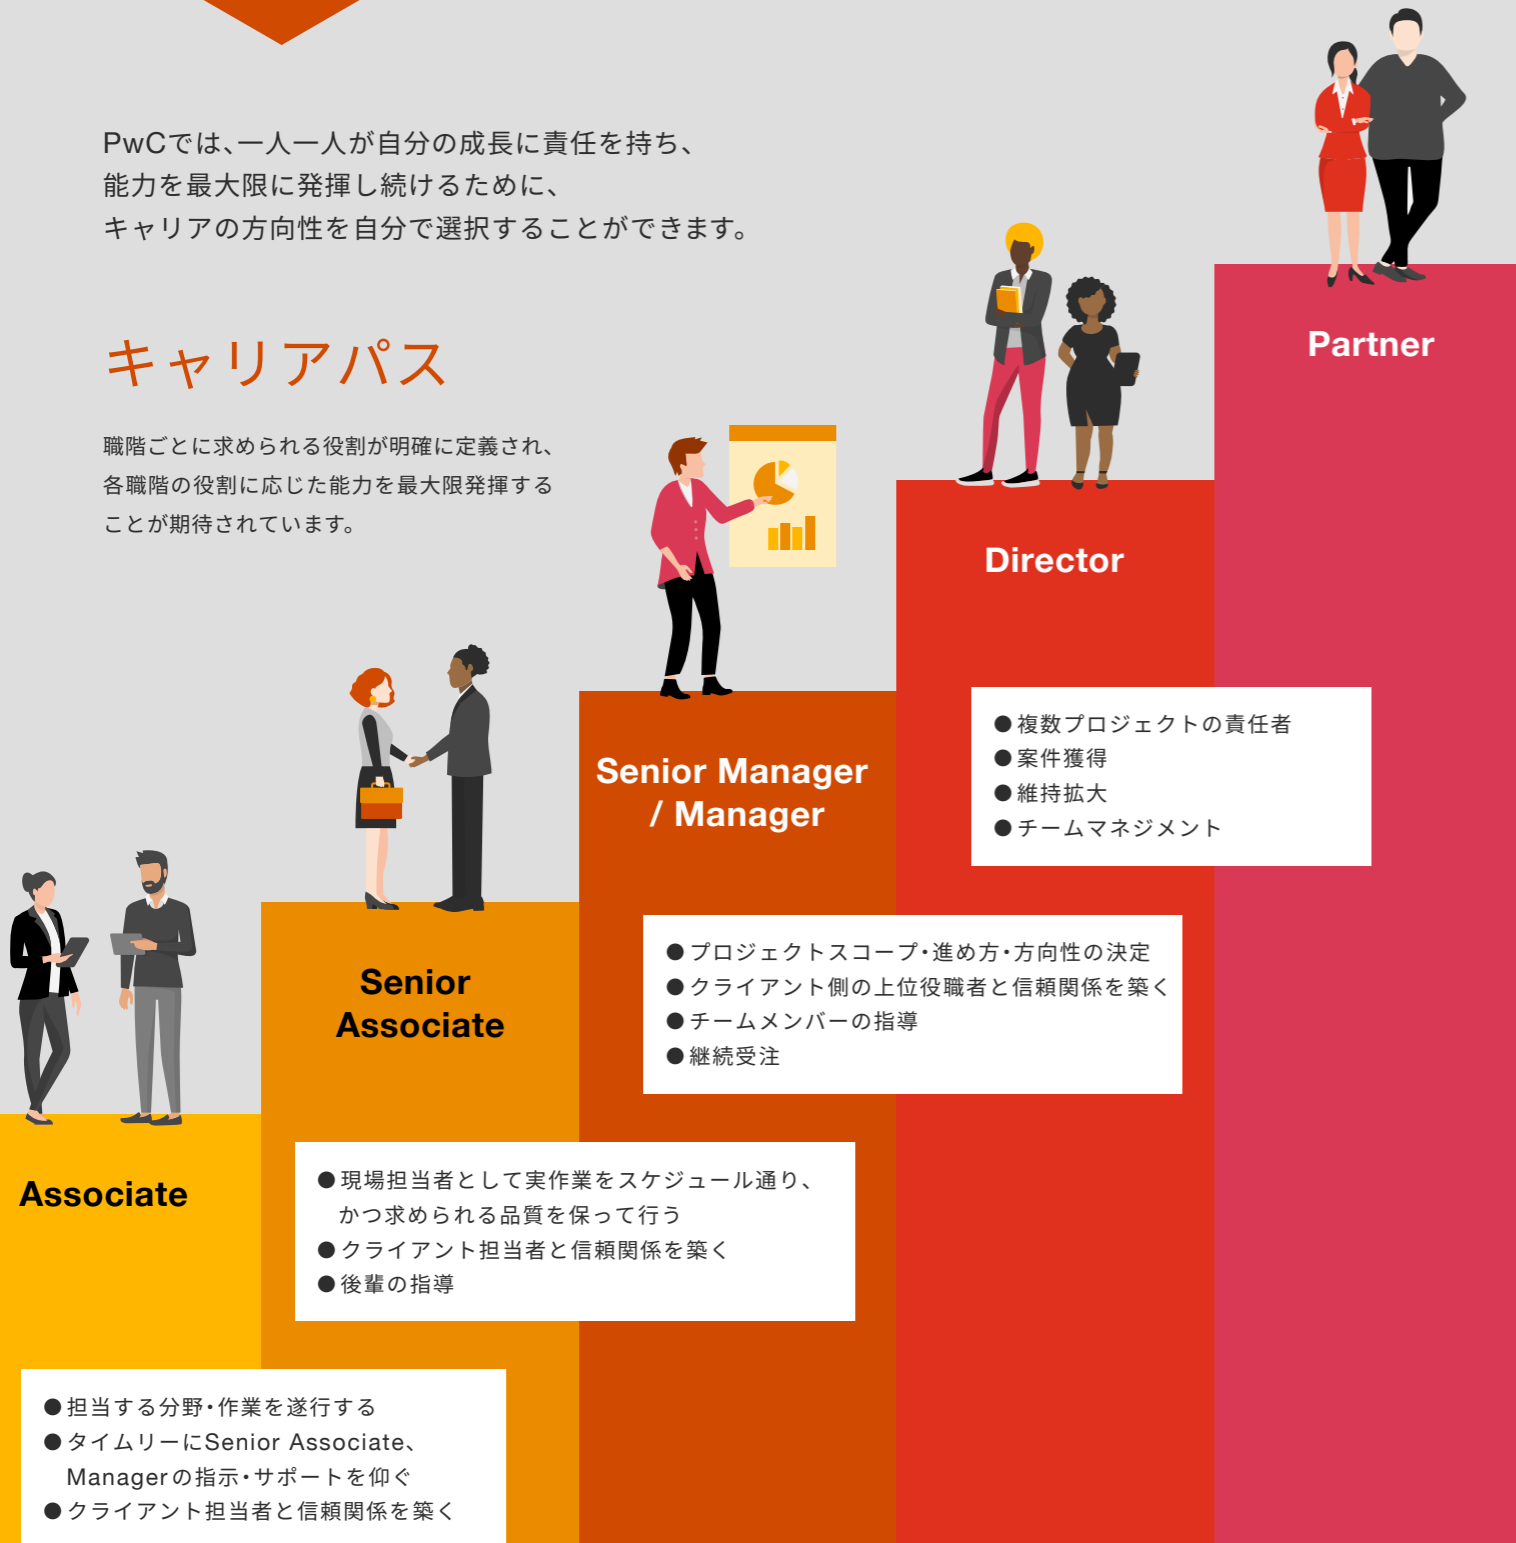 PwCでは、一人一人が自分の成長に責任を持ち、
能力を最大限に発揮し続けるために、
キャリアの方向性を自分で選択することができます。
キャリアパス
職階ごとに求められる役割が明確に定義され、
各職階の役割に応じた能力を最大限発揮する
ことが期待されています。
Partner
Director
●複数プロジェクトの責任者
●案件獲得
●維持拡大
●チームマネジメント
Senior Manager
/ Manager
●プロジェクトスコープ・進め方・方向性の決定
●クライアント側の上位役職者と信頼関係を築く
●チームメンバーの指導
●継続受注
Senior
Associate
●現場担当者として実作業をスケジュール通り、
かつ求められる品質を保って行う
●クライアント担当者と信頼関係を築く
●後輩の指導
Associate
●担当する分野・作業を遂行する
●タイムリーにSenior Associate、
Managerの指示・サポートを仰ぐ
●クライアント担当者と信頼関係を築く